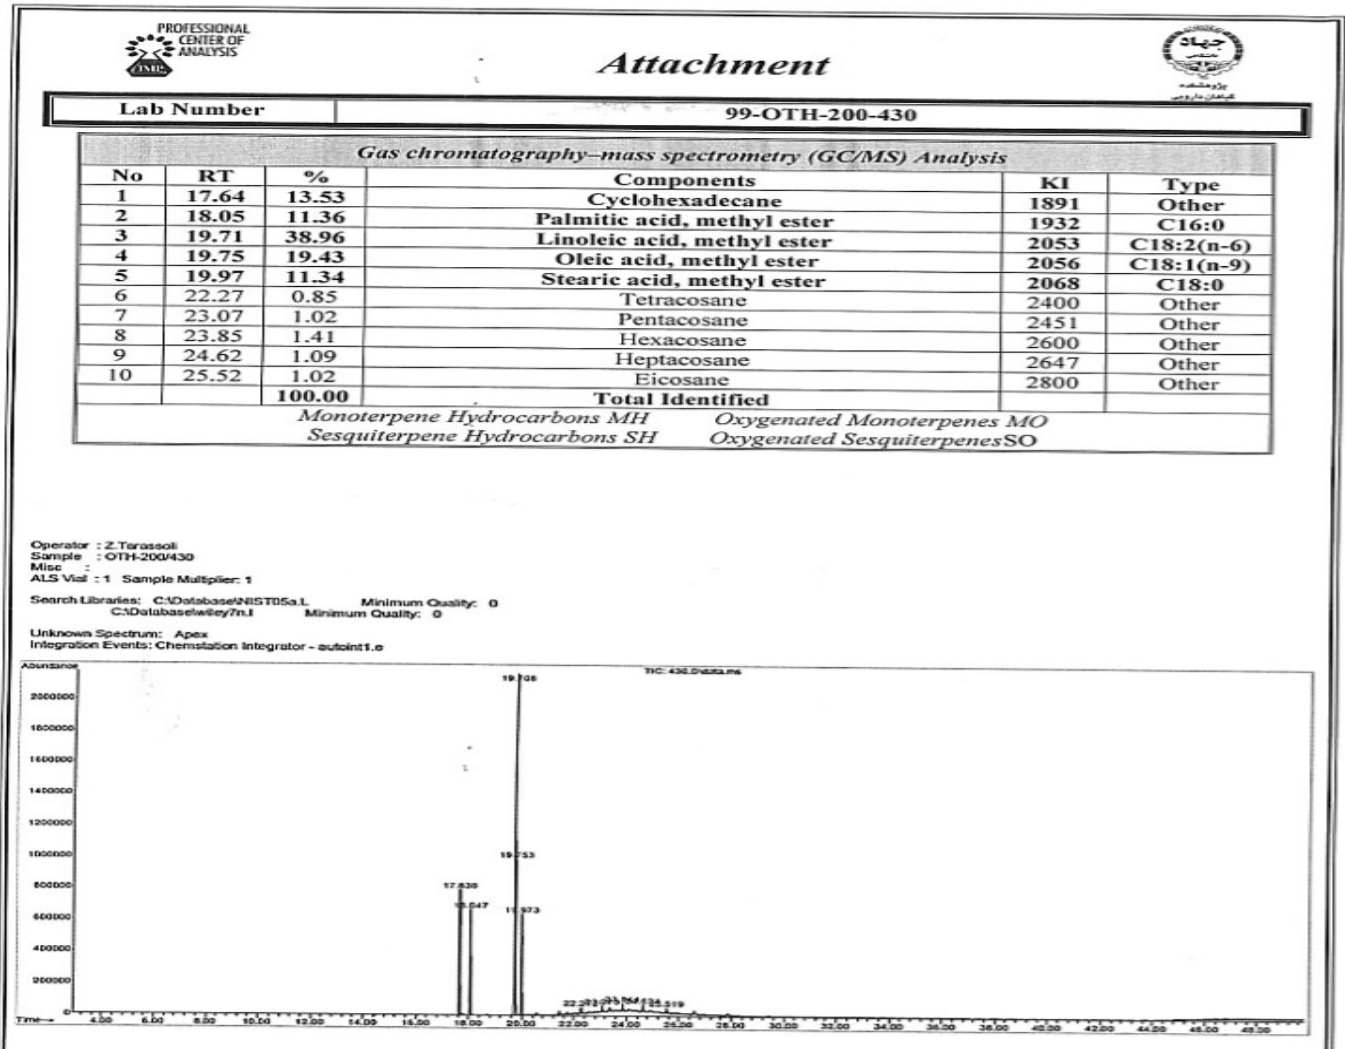 PROFESSIONAL
CENTER OF
ANALYSIS
Attachment
جهاد
دانشگاهی
پژوهشکده
گیاهان دارویی
Lab Number 99-OTH-200-430
Gas chromatography–mass spectrometry (GC/MS) Analysis
No RT % Components KI Type
1 17.64 13.53 Cyclohexadecane 1891 Other
2 18.05 11.36 Palmitic acid, methyl ester 1932 C16:0
3 19.71 38.96 Linoleic acid, methyl ester 2053 C18:2(n-6)
4 19.75 19.43 Oleic acid, methyl ester 2056 C18:1(n-9)
5 19.97 11.34 Stearic acid, methyl ester 2068 C18:0
6 22.27 0.85 Tetracosane 2400 Other
7 23.07 1.02 Pentacosane 2451 Other
8 23.85 1.41 Hexacosane 2600 Other
9 24.62 1.09 Heptacosane 2647 Other
10 25.52 1.02 Eicosane 2800 Other
100.00 Total Identified
Monoterpene Hydrocarbons MH Oxygenated Monoterpenes MO
Sesquiterpene Hydrocarbons SH Oxygenated SesquiterpenesSO
Operator : Z.Tarassoli
Sample : OTH-200/430
Misc :
ALS Vial : 1 Sample Multiplier: 1
Search Libraries: C:\Database\NIST05a.L Minimum Quality: 0
C:\Database\wiley7n.l Minimum Quality: 0
Unknown Spectrum: Apex
Integration Events: Chemstation Integrator - autoint1.e
Abundance
TIC: 430.D\data.ms
19.708
2000000
1800000
1600000
1400000
1200000
1000000
19.753
800000
17.638
18.047
600000
19.973
400000
200000
25.519
0
Time-->
4.00 6.00 8.00 10.00 12.00 14.00 16.00 18.00 20.00 22.00 24.00 26.00 28.00 30.00 32.00 34.00 36.00 38.00 40.00 42.00 44.00 46.00 48.00